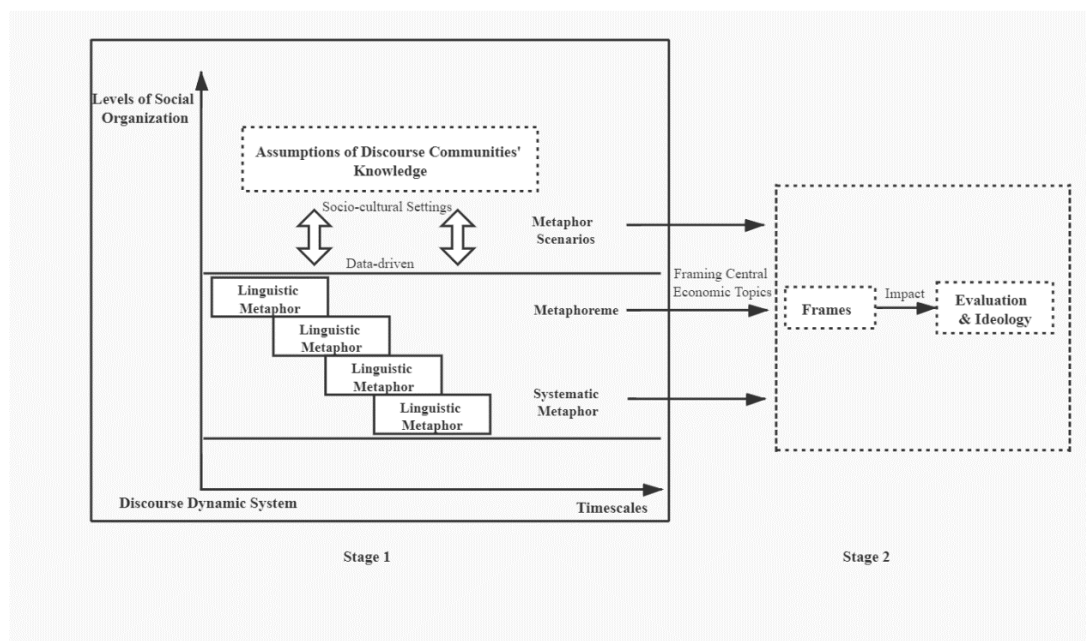 Levels of Social
Organization
Assumptions of Discourse Communities'
Knowledge
Socio-cultural Settings
Data-driven
Metaphor
Scenarios
Linguistic
Metaphor
Linguistic
Metaphor
Linguistic
Metaphor
Linguistic
Metaphor
Metaphoreme
Systematic
Metaphor
Discourse Dynamic System
Timescales
Framing Central
Economic Topics
Frames
Impact
Evaluation
& Ideology
Stage 1
Stage 2